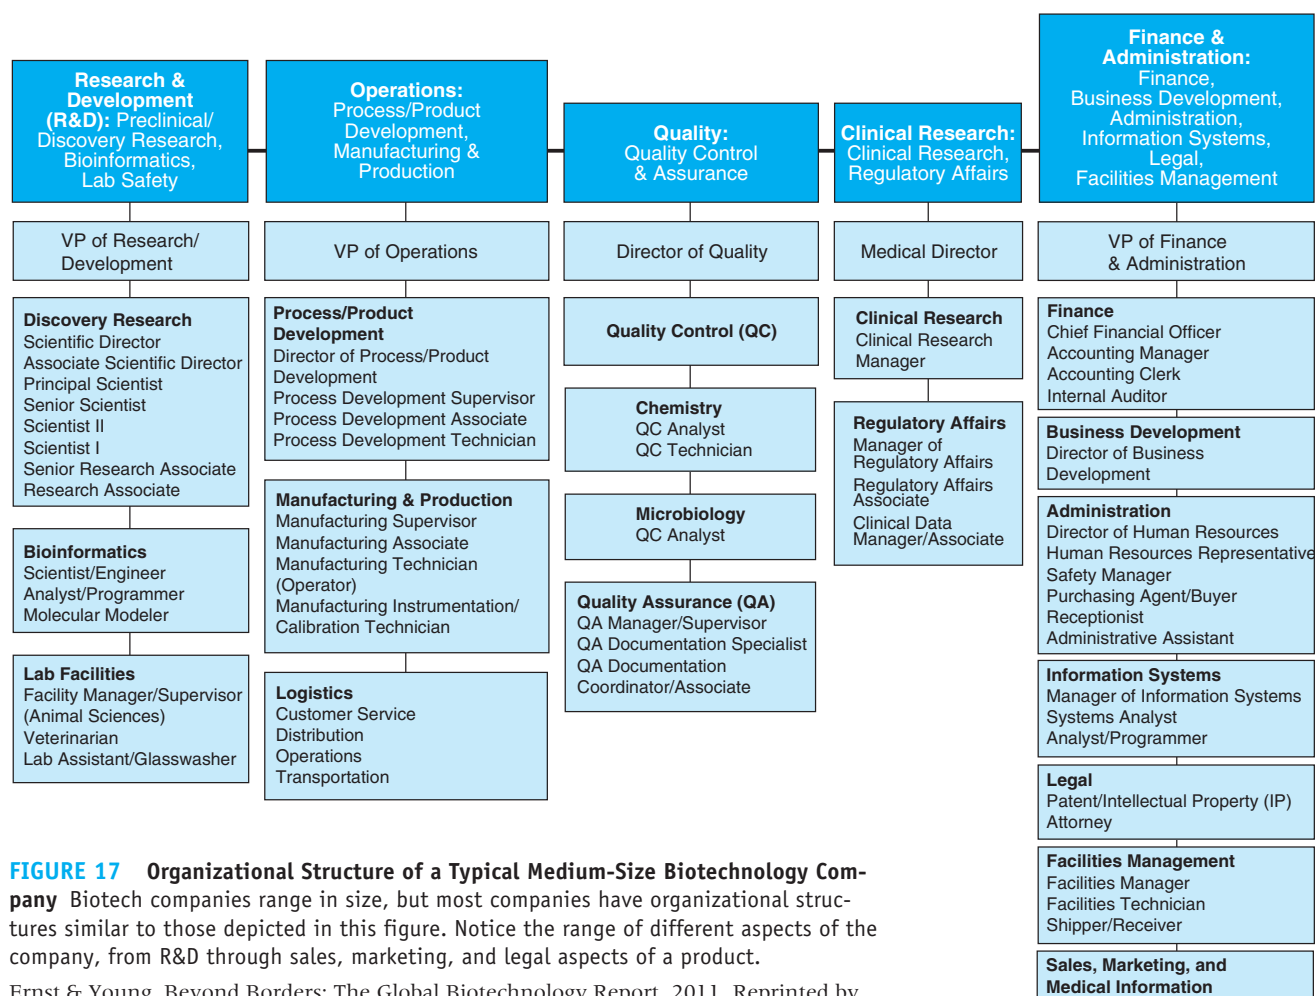 Research &
Development
(R&D): Preclinical/
Discovery Research,
Bioinformatics,
Lab Safety
VP of Research/
Development
Discovery Research
Scientific Director
Associate Scientific Director
Principal Scientist
Senior Scientist
Scientist II
Scientist I
Senior Research Associate
Research Associate
Bioinformatics
Scientist/Engineer
Analyst/Programmer
Molecular Modeler
Lab Facilities
Facility Manager/Supervisor
(Animal Sciences)
Veterinarian
Lab Assistant/Glasswasher
Operations:
Process/Product
Development,
Manufacturing &
Production
VP of Operations
Process/Product
Development
Director of Process/Product
Development
Process Development Supervisor
Process Development Associate
Process Development Technician
Manufacturing & Production
Manufacturing Supervisor
Manufacturing Associate
Manufacturing Technician
(Operator)
Manufacturing Instrumentation/
Calibration Technician
Logistics
Customer Service
Distribution
Operations
Transportation
Quality:
Quality Control
& Assurance
Director of Quality
Quality Control (QC)
Chemistry
QC Analyst
QC Technician
Microbiology
QC Analyst
Quality Assurance (QA)
QA Manager/Supervisor
QA Documentation Specialist
QA Documentation
Coordinator/Associate
Clinical Research:
Clinical Research,
Regulatory Affairs
Medical Director
Clinical Research
Clinical Research
Manager
Regulatory Affairs
Manager of
Regulatory Affairs
Regulatory Affairs
Associate
Clinical Data
Manager/Associate
Finance &
Administration:
Finance,
Business Development,
Administration,
Information Systems,
Legal,
Facilities Management
VP of Finance
& Administration
Finance
Chief Financial Officer
Accounting Manager
Accounting Clerk
Internal Auditor
Business Development
Director of Business
Development
Administration
Director of Human Resources
Human Resources Representative
Safety Manager
Purchasing Agent/Buyer
Receptionist
Administrative Assistant
Information Systems
Manager of Information Systems
Systems Analyst
Analyst/Programmer
Legal
Patent/Intellectual Property (IP)
Attorney
Facilities Management
Facilities Manager
Facilities Technician
Shipper/Receiver
Sales, Marketing, and
Medical Information
FIGURE 17 Organizational Structure of a Typical Medium-Size Biotechnology Com-
pany Biotech companies range in size, but most companies have organizational struc-
tures similar to those depicted in this figure. Notice the range of different aspects of the
company, from R&D through sales, marketing, and legal aspects of a product.
Ernst & Young, Beyond Borders: The Global Biotechnology Report, 2011. Reprinted by